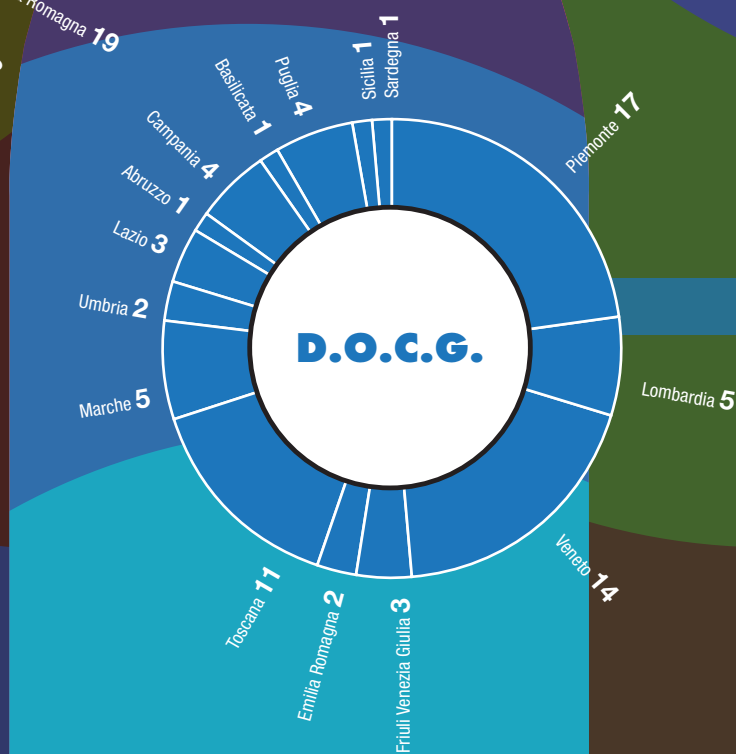 Romagna 19
Sardegna 1
Sicilia 1
Puglia 4
Basilicata 1
Campania 4
Abruzzo 1
Lazio 3
Umbria 2
Marche 5
Toscana 11
Emilia Romagna 2
Friuli Venezia Giulia 3
Veneto 14
Lombardia 5
Piemonte 17
D.O.C.G.